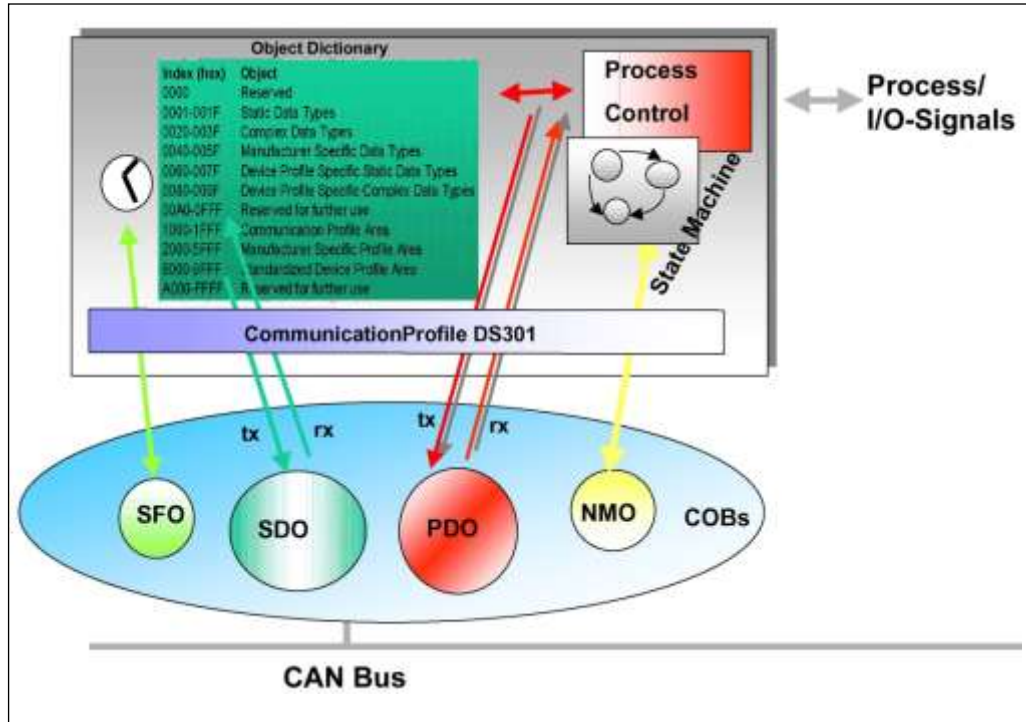 Object Dictionary
Index (hex) Object
0000 Reserved
0001-001F Static Data Types
0020-003F Complex Data Types
0040-005F Manufacturer Specific Data Types
0060-007F Device Profile Specific Static Data Types
0080-009F Device Profile Specific Complex Data Types
00A0-0FFF Reserved for further use
1000-1FFF Communication Profile Area
2000-5FFF Manufacturer Specific Profile Area
6000-9FFF Standardized Device Profile Area
A000-FFFF Reserved for further use
Process
Control
Process/
I/O-Signals
State Machine
CommunicationProfile DS301
tx
rx
tx
rx
SFO
SDO
PDO
NMO
COBs
CAN Bus